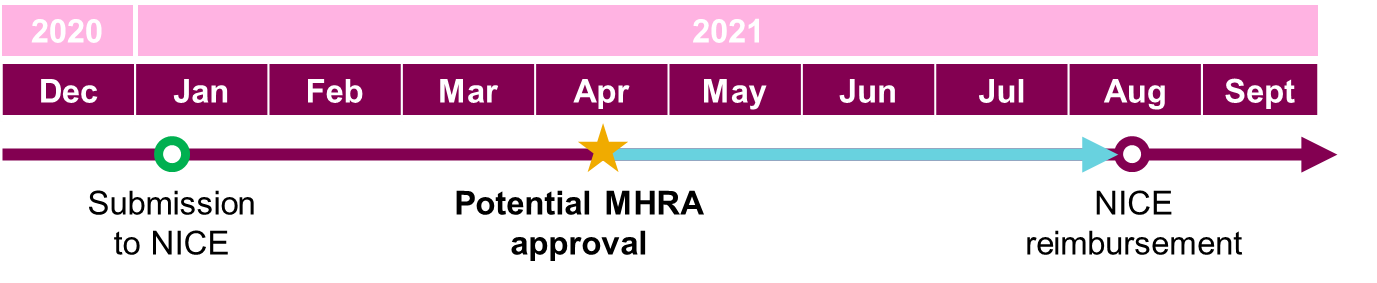 2020 2021
Dec Jan Feb Mar Apr May Jun Jul Aug Sept
Submission
to NICE
Potential MHRA
approval
NICE
reimbursement